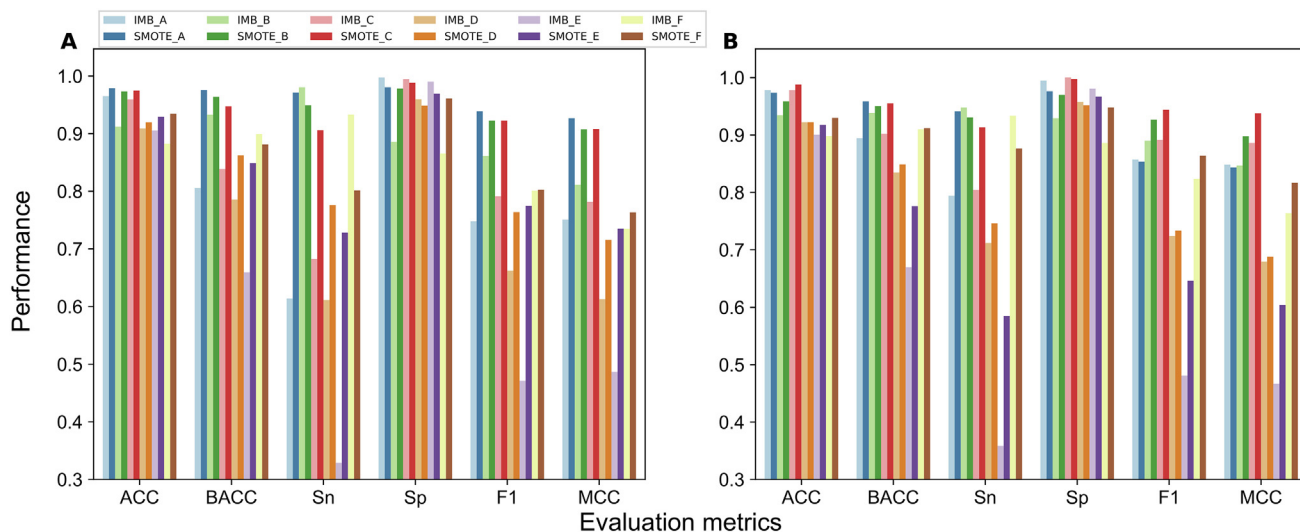 IMB_A IMB_B IMB_C IMB_D IMB_E IMB_F
SMOTE_A SMOTE_B SMOTE_C SMOTE_D SMOTE_E SMOTE_F
A
B
Performance
1.0
0.9
0.8
0.7
0.6
0.5
0.4
0.3
ACC BACC Sn Sp F1 MCC
1.0
0.9
0.8
0.7
0.6
0.5
0.4
0.3
ACC BACC Sn Sp F1 MCC
Evaluation metrics